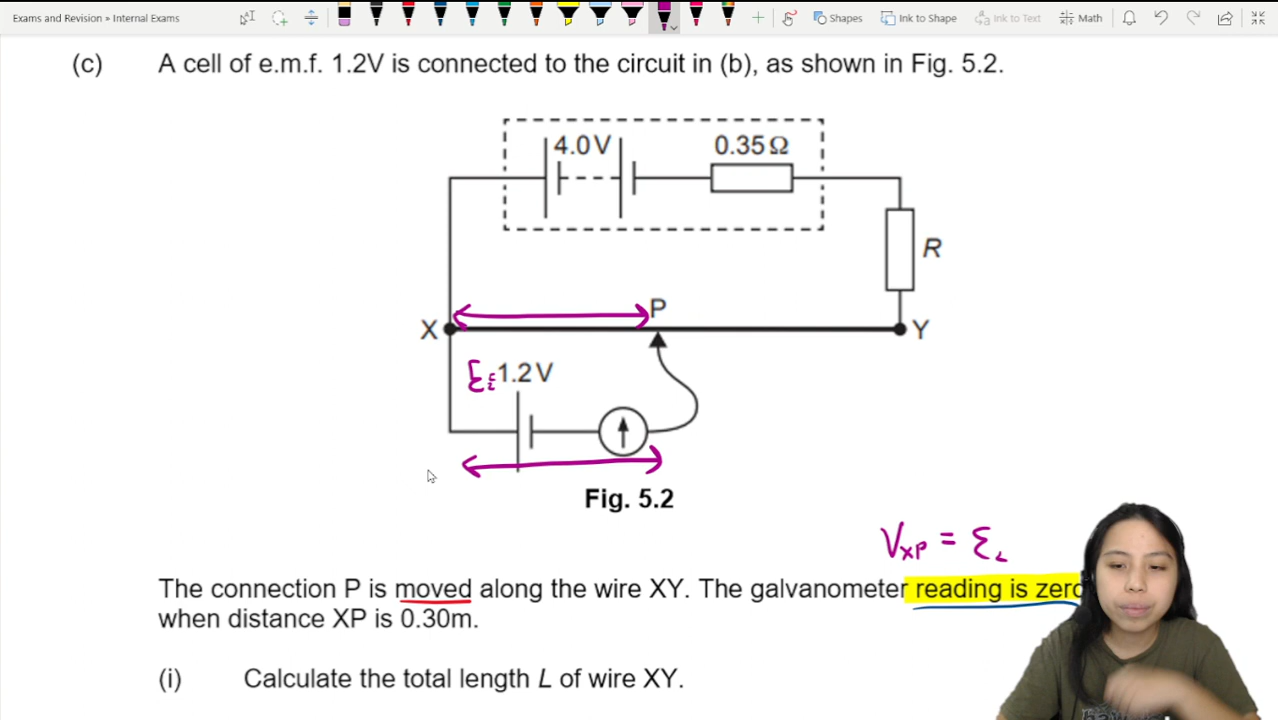 Exams and Revision » Internal Exams
Shapes
Ink to Shape
Ink to Text
Math
(c) A cell of e.m.f. 1.2V is connected to the circuit in (b), as shown in Fig. 5.2.
4.0V 0.35Ω
R
P
X Y
E 1.2V
Fig. 5.2
V_XP = Ɛ
The connection P is moved along the wire XY. The galvanometer reading is zero
when distance XP is 0.30m.
(i) Calculate the total length L of wire XY.